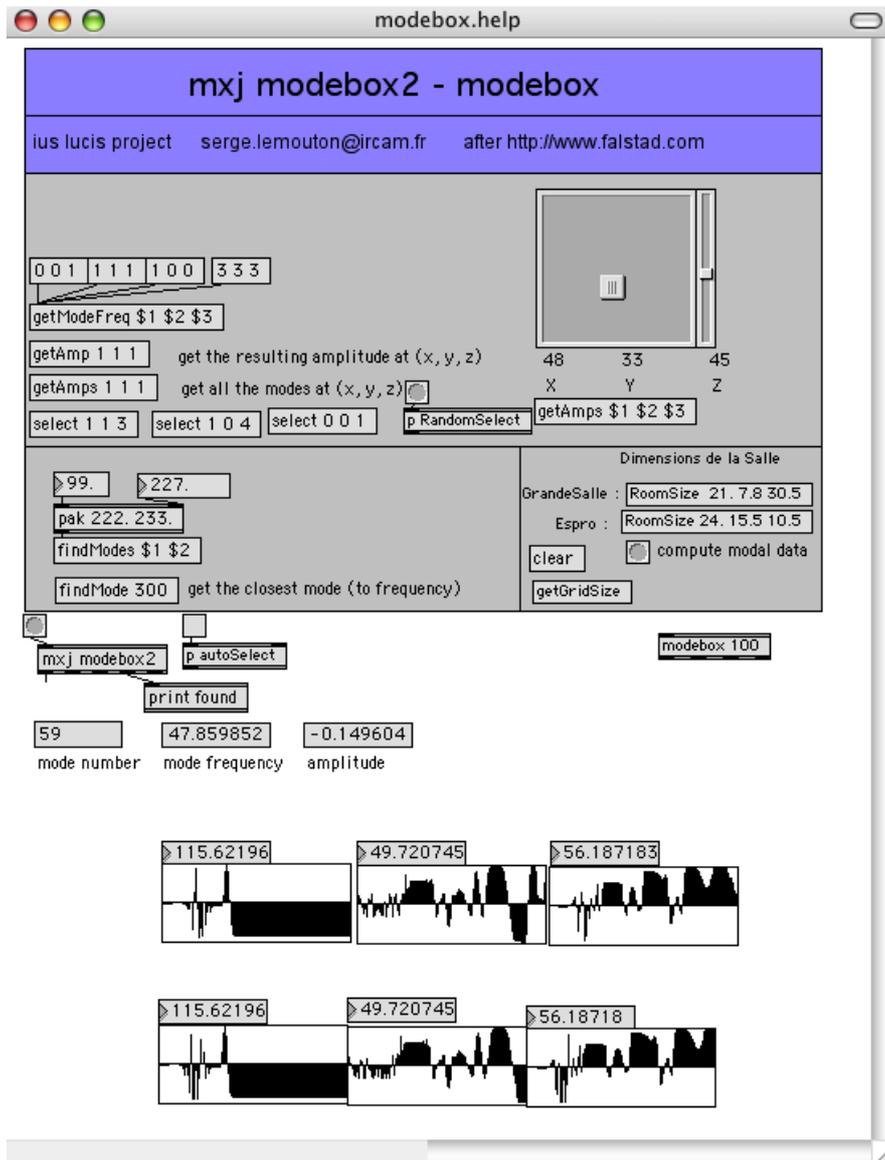 modebox.help
mxj modebox2 - modebox
ius lucis project serge.lemouton@ircam.fr after http://www.falstad.com
0 0 1 1 1 1 1 0 0 3 3 3
getModeFreq $1 $2 $3
getAmp 1 1 1 get the resulting amplitude at (x,y,z)
getAmps 1 1 1 get all the modes at (x,y,z)
select 1 1 3 select 1 0 4 select 0 0 1 p RandomSelect
48 33 45
X Y Z
getAmps $1 $2 $3
99. 227.
pak 222. 233.
findModes $1 $2
findMode 300 get the closest mode (to frequency)
Dimensions de la Salle
GrandeSalle : RoomSize 21. 7.8 30.5
Espro : RoomSize 24. 15.5 10.5
clear compute modal data
getGridSize
mxj modebox2 p autoSelect modebox 100
print found
59 47.859852 -0.149604
mode number mode frequency amplitude
115.62196 49.720745 56.187183
115.62196 49.720745 56.18718